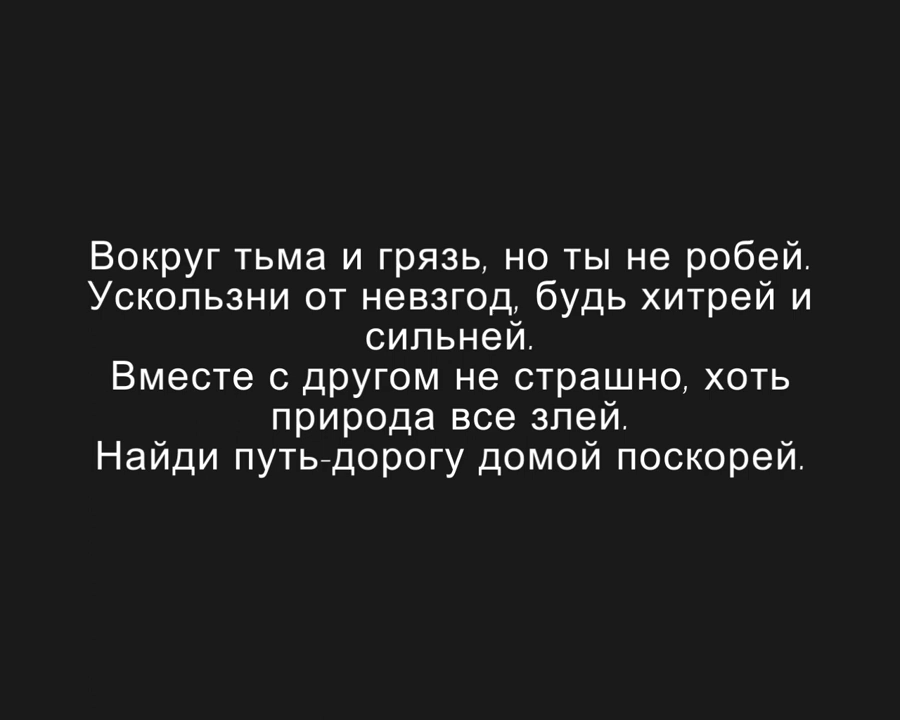 Вокруг тьма и грязь, но ты не робей.
Ускользни от невзгод, будь хитрей и
сильней.
Вместе с другом не страшно, хоть
природа все злей.
Найди путь-дорогу домой поскорей.